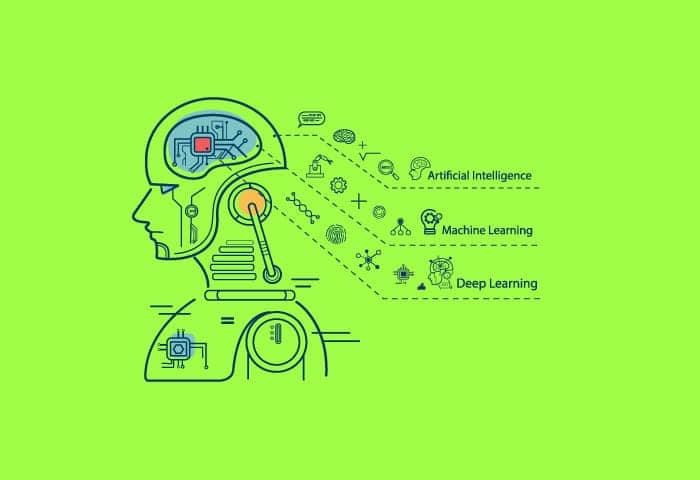 Artificial Intelligence
Machine Learning
Deep Learning